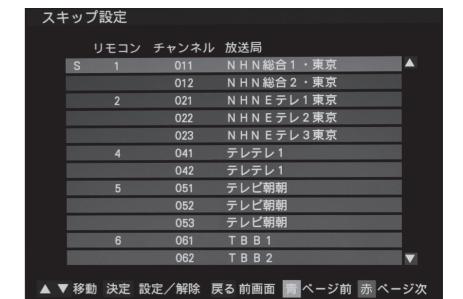 スキップ設定
リモコン チャンネル 放送局
S 1 011 NHN総合1・東京
012 NHN総合2・東京
2 021 NHNEテレ1東京
022 NHNEテレ2東京
023 NHNEテレ3東京
4 041 テレテレ1
042 テレテレ1
5 051 テレビ朝朝
052 テレビ朝朝
053 テレビ朝朝
6 061 TBB1
062 TBB2
▲▼移動 決定 設定/解除 戻る 前画面 青 ページ前 赤 ページ次